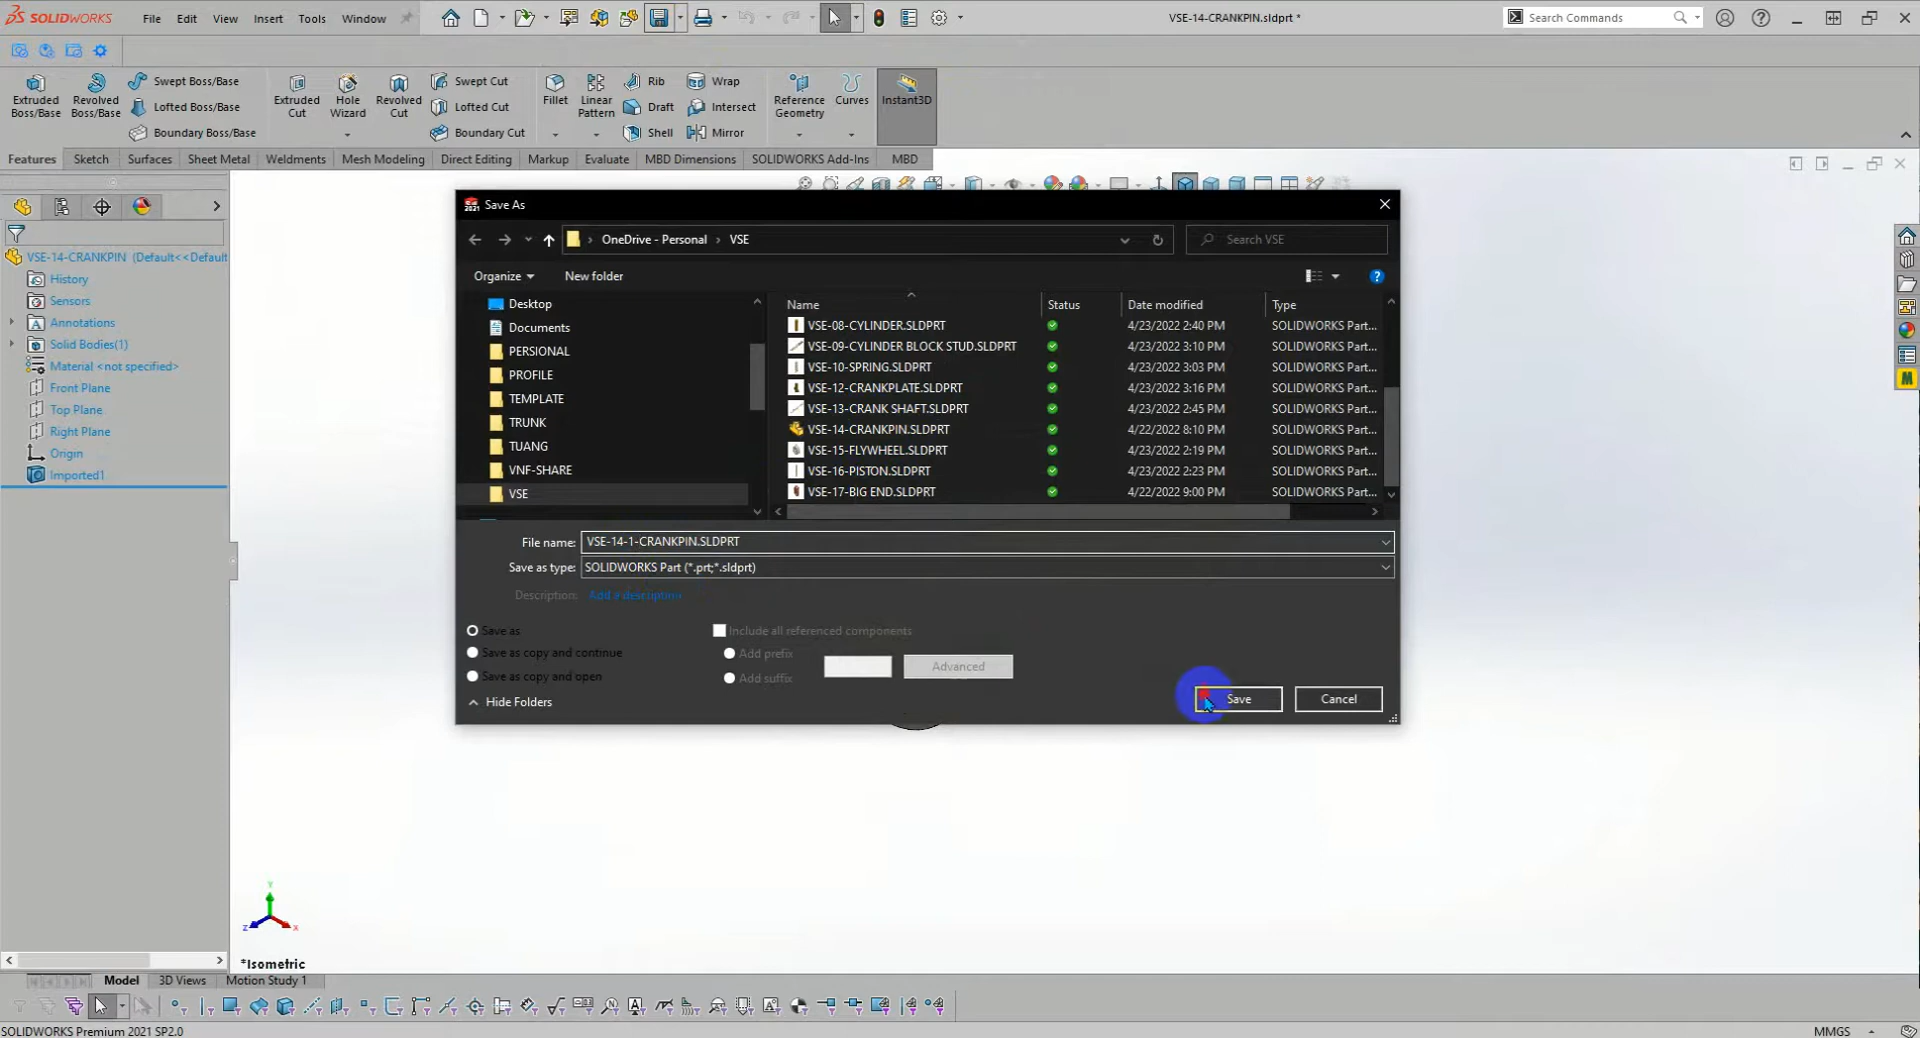 SOLIDWORKS File Edit View Insert Tools Window VSE-14-CRANKPIN.sldprt * Search Commands
Extruded Boss/Base Revolved Boss/Base Swept Boss/Base Lofted Boss/Base Boundary Boss/Base Extruded Cut Hole Wizard Revolved Cut Swept Cut Lofted Cut Boundary Cut Fillet Linear Pattern Rib Draft Shell Wrap Intersect Mirror Reference Geometry Curves Instant3D
Features Sketch Surfaces Sheet Metal Weldments Mesh Modeling Direct Editing Markup Evaluate MBD Dimensions SOLIDWORKS Add-Ins MBD
VSE-14-CRANKPIN (Default<<Default
History
Sensors
Annotations
Solid Bodies(1)
Material <not specified>
Front Plane
Top Plane
Right Plane
Origin
Imported1
Save As
OneDrive - Personal › VSE Search VSE
Organize New folder
Desktop
Documents
PERSONAL
PROFILE
TEMPLATE
TRUNK
TUANG
VNF-SHARE
VSE
Name Status Date modified Type
VSE-08-CYLINDER.SLDPRT 4/23/2022 2:40 PM SOLIDWORKS Part...
VSE-09-CYLINDER BLOCK STUD.SLDPRT 4/23/2022 3:10 PM SOLIDWORKS Part...
VSE-10-SPRING.SLDPRT 4/23/2022 3:03 PM SOLIDWORKS Part...
VSE-12-CRANKPLATE.SLDPRT 4/23/2022 3:16 PM SOLIDWORKS Part...
VSE-13-CRANK SHAFT.SLDPRT 4/23/2022 2:45 PM SOLIDWORKS Part...
VSE-14-CRANKPIN.SLDPRT 4/22/2022 8:10 PM SOLIDWORKS Part...
VSE-15-FLYWHEEL.SLDPRT 4/23/2022 2:19 PM SOLIDWORKS Part...
VSE-16-PISTON.SLDPRT 4/23/2022 2:23 PM SOLIDWORKS Part...
VSE-17-BIG END.SLDPRT 4/22/2022 9:00 PM SOLIDWORKS Part...
File name: VSE-14-1-CRANKPIN.SLDPRT
Save as type: SOLIDWORKS Part (*.prt;*.sldprt)
Description: Add a description
Save as Include all referenced components
Save as copy and continue Add prefix
Advanced
Save as copy and open Add suffix
Hide Folders Save Cancel
Y
Z X
*Isometric
Model 3D Views Motion Study 1
SOLIDWORKS Premium 2021 SP2.0 MMGS